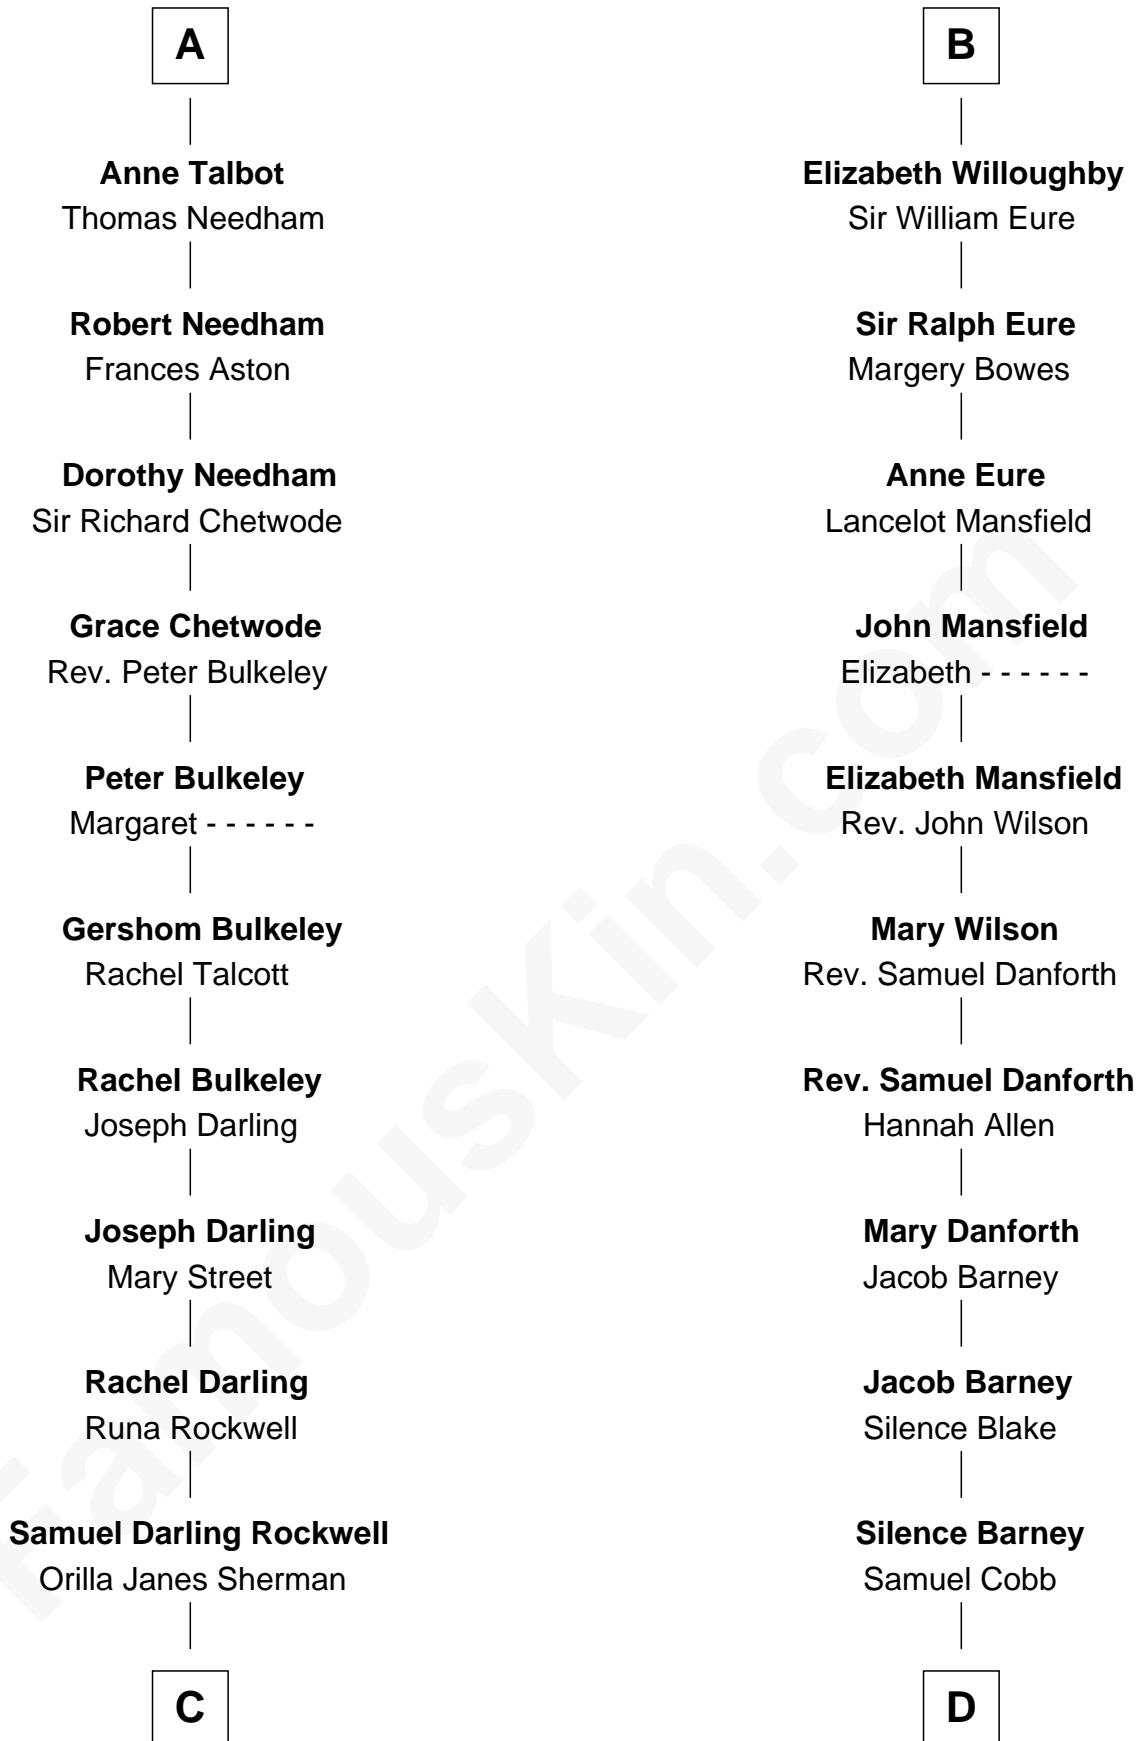 A
Anne Talbot
Thomas Needham
Robert Needham
Frances Aston
Dorothy Needham
Sir Richard Chetwode
Grace Chetwode
Rev. Peter Bulkeley
Peter Bulkeley
Margaret - - - - - -
Gershom Bulkeley
Rachel Talcott
Rachel Bulkeley
Joseph Darling
Joseph Darling
Mary Street
Rachel Darling
Runa Rockwell
Samuel Darling Rockwell
Orilla Janes Sherman
C
B
Elizabeth Willoughby
Sir William Eure
Sir Ralph Eure
Margery Bowes
Anne Eure
Lancelot Mansfield
John Mansfield
Elizabeth - - - - - -
Elizabeth Mansfield
Rev. John Wilson
Mary Wilson
Rev. Samuel Danforth
Rev. Samuel Danforth
Hannah Allen
Mary Danforth
Jacob Barney
Jacob Barney
Silence Blake
Silence Barney
Samuel Cobb
D
FamousKin.com